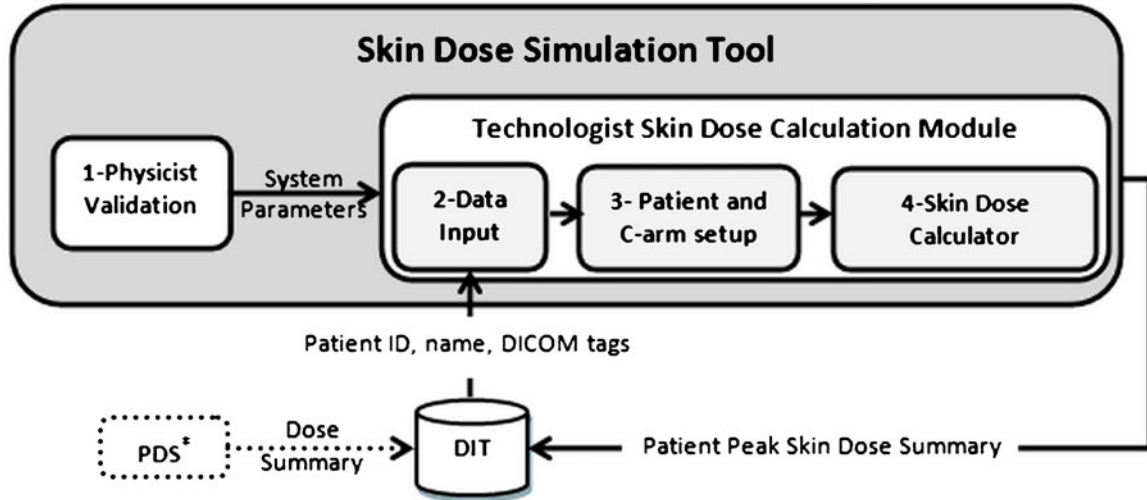 Skin Dose Simulation Tool
Technologist Skin Dose Calculation Module
1-Physicist
Validation
System
Parameters
2-Data
Input
3- Patient and
C-arm setup
4-Skin Dose
Calculator
Patient ID, name, DICOM tags
PDS*
Dose
Summary
DIT
Patient Peak Skin Dose Summary